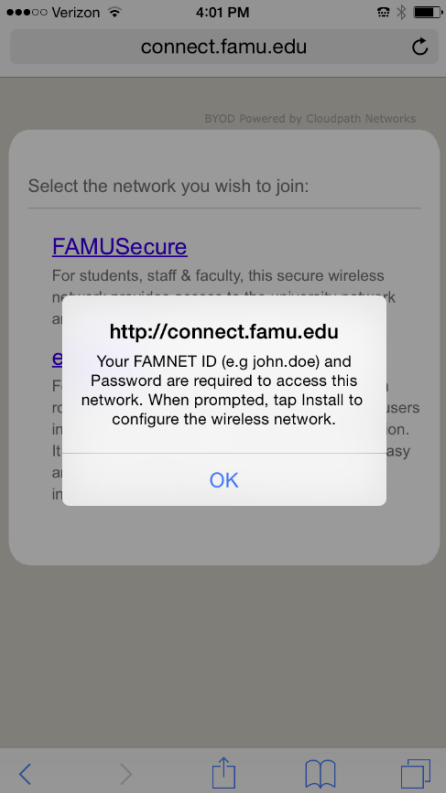 Verizon 4:01 PM
connect.famu.edu
BYOD Powered by Cloudpath Networks
Select the network you wish to join:
FAMUSecure
For students, staff & faculty, this secure wireless
http://connect.famu.edu
Your FAMNET ID (e.g john.doe) and
Password are required to access this
network. When prompted, tap Install to
configure the wireless network.
OK